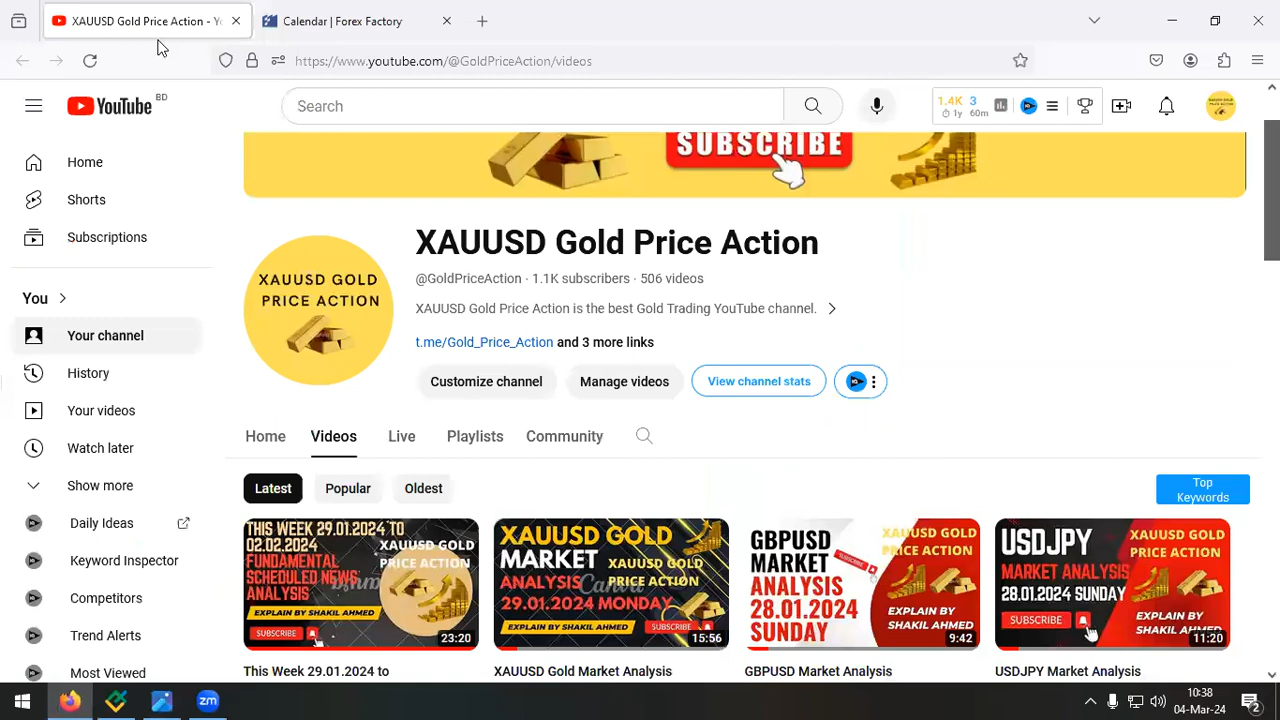 XAUUSD Gold Price Action - Yo
Calendar | Forex Factory
https://www.youtube.com/@GoldPriceAction/videos
YouTube BD
Search
1.4K 3
1y 60m
SUBSCRIBE
Home
Shorts
Subscriptions
You
Your channel
History
Your videos
Watch later
Show more
Daily Ideas
Keyword Inspector
Competitors
Trend Alerts
Most Viewed
XAUUSD GOLD
PRICE ACTION
XAUUSD Gold Price Action
@GoldPriceAction · 1.1K subscribers · 506 videos
XAUUSD Gold Price Action is the best Gold Trading YouTube channel.
t.me/Gold_Price_Action and 3 more links
Customize channel
Manage videos
View channel stats
Home
Videos
Live
Playlists
Community
Latest
Popular
Oldest
Top
Keywords
THIS WEEK 29.01.2024 TO
02.02.2024
FUNDAMENTAL
SCHEDULED NEWS
ANALYSIS
XAUUSD GOLD
PRICE ACTION
EXPLAIN BY SHAKIL AHMED
SUBSCRIBE
23:20
This Week 29.01.2024 to
XAUUSD GOLD
MARKET
ANALYSIS
29.01.2024 MONDAY
XAUUSD GOLD
PRICE ACTION
Canva
EXPLAIN BY SHAKIL AHMED
SUBSCRIBE
15:56
XAUUSD Gold Market Analysis
GBPUSD
MARKET
ANALYSIS
28.01.2024
SUNDAY
SUBSCRIBE
XAUUSD GOLD
PRICE ACTION
EXPLAIN BY
SHAKIL AHMED
9:42
GBPUSD Market Analysis
USDJPY
MARKET ANALYSIS
28.01.2024 SUNDAY
SUBSCRIBE
XAUUSD GOLD
PRICE ACTION
EXPLAIN BY
SHAKIL AHMED
11:20
USDJPY Market Analysis
zm
10:38
04-Mar-24
2